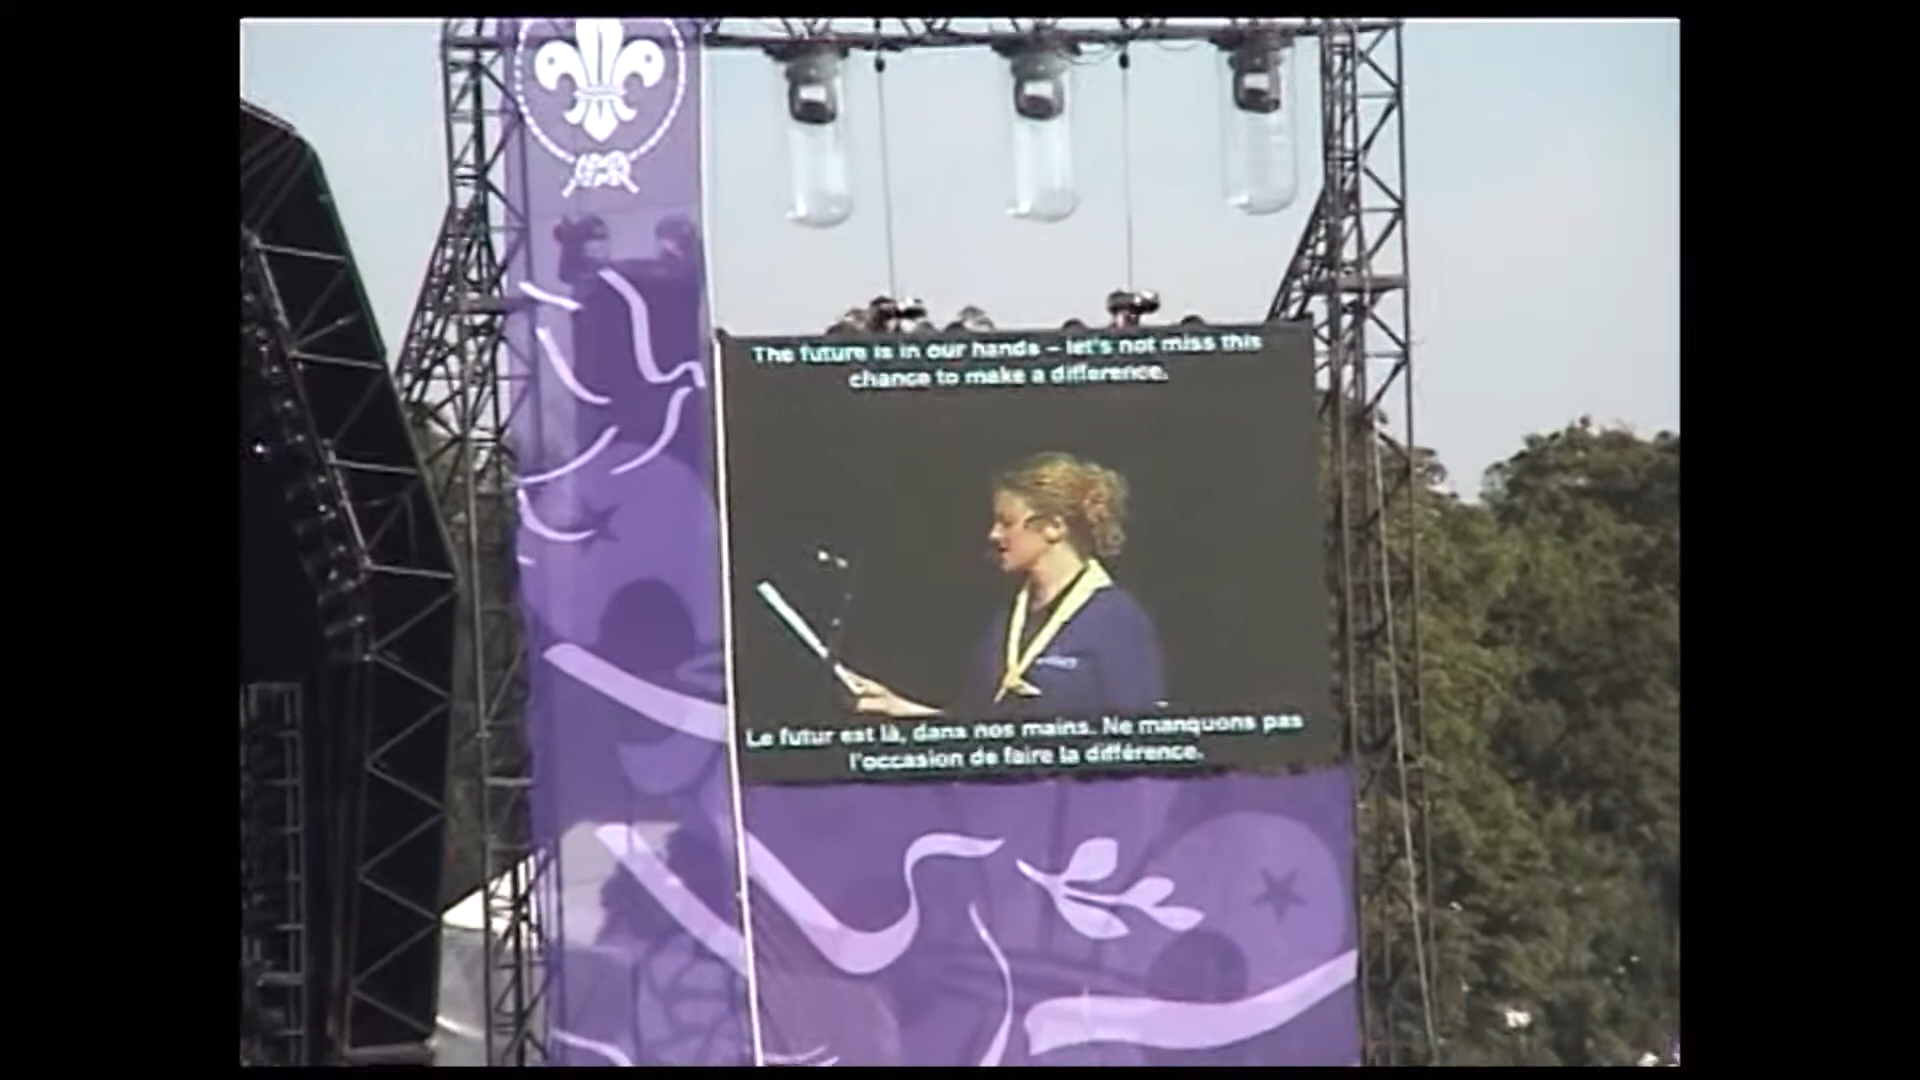 The future is in our hands – let's not miss this
chance to make a difference.
Le futur est là, dans nos mains. Ne manquons pas
l'occasion de faire la différence.